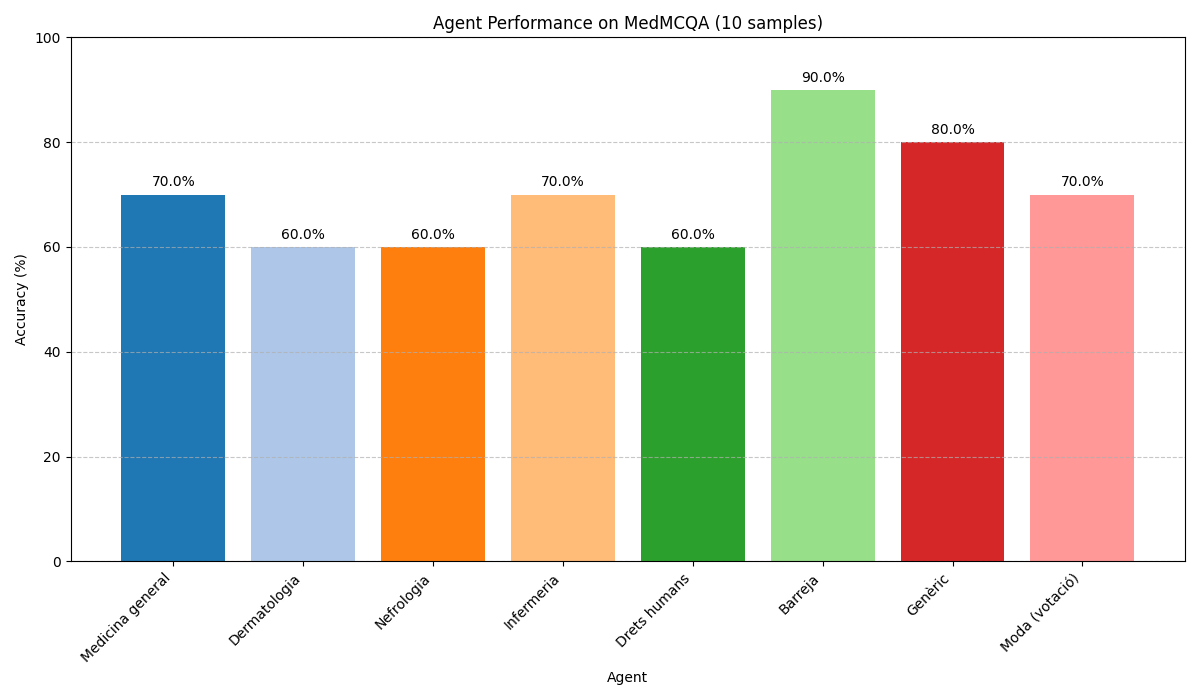 Agent Performance on MedMCQA (10 samples)
100
80
60
40
20
0
Accuracy (%)
70.0%
60.0%
60.0%
70.0%
60.0%
90.0%
80.0%
70.0%
Medicina general
Dermatologia
Nefrologia
Infermeria
Drets humans
Barreja
Genèric
Moda (votació)
Agent